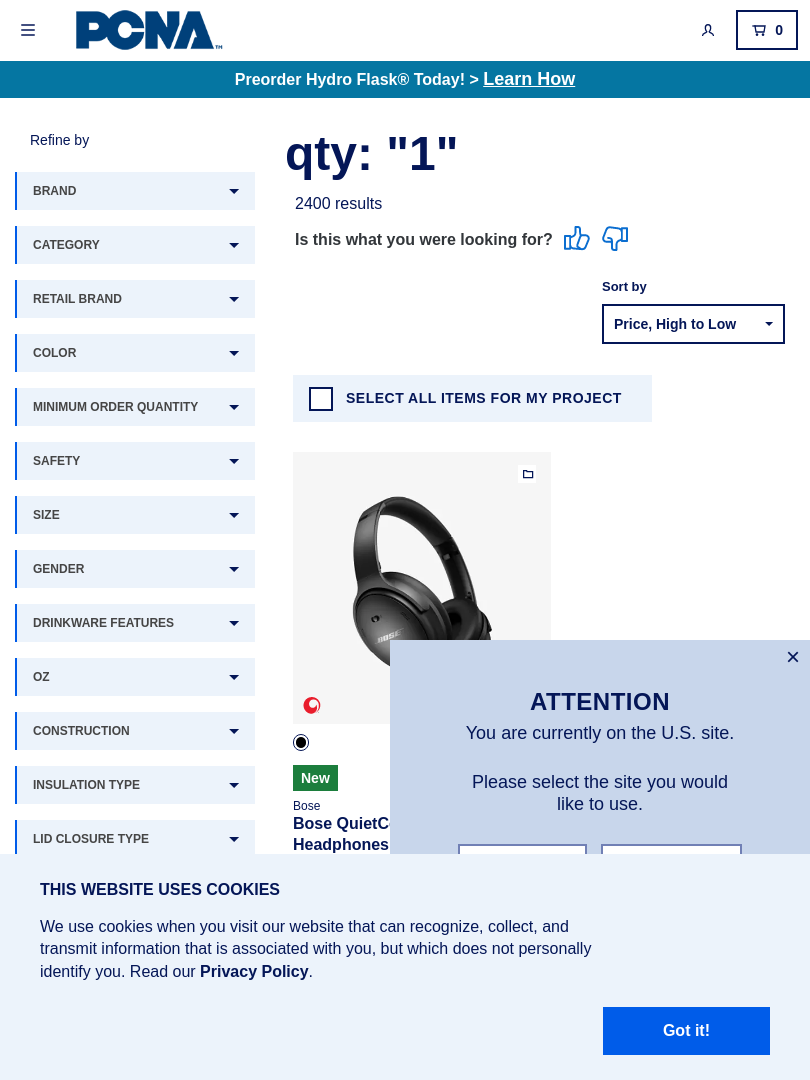 PCNA™
0
Preorder Hydro Flask® Today! > Learn How
Refine by
BRAND
CATEGORY
RETAIL BRAND
COLOR
MINIMUM ORDER QUANTITY
SAFETY
SIZE
GENDER
DRINKWARE FEATURES
OZ
CONSTRUCTION
INSULATION TYPE
LID CLOSURE TYPE
qty: "1"
2400 results
Is this what you were looking for?
Sort by
Price, High to Low
SELECT ALL ITEMS FOR MY PROJECT
BOSE
New
Bose
Bose QuietC
Headphones
ATTENTION
You are currently on the U.S. site.
Please select the site you would
like to use.
THIS WEBSITE USES COOKIES
We use cookies when you visit our website that can recognize, collect, and
transmit information that is associated with you, but which does not personally
identify you. Read our Privacy Policy.
Got it!